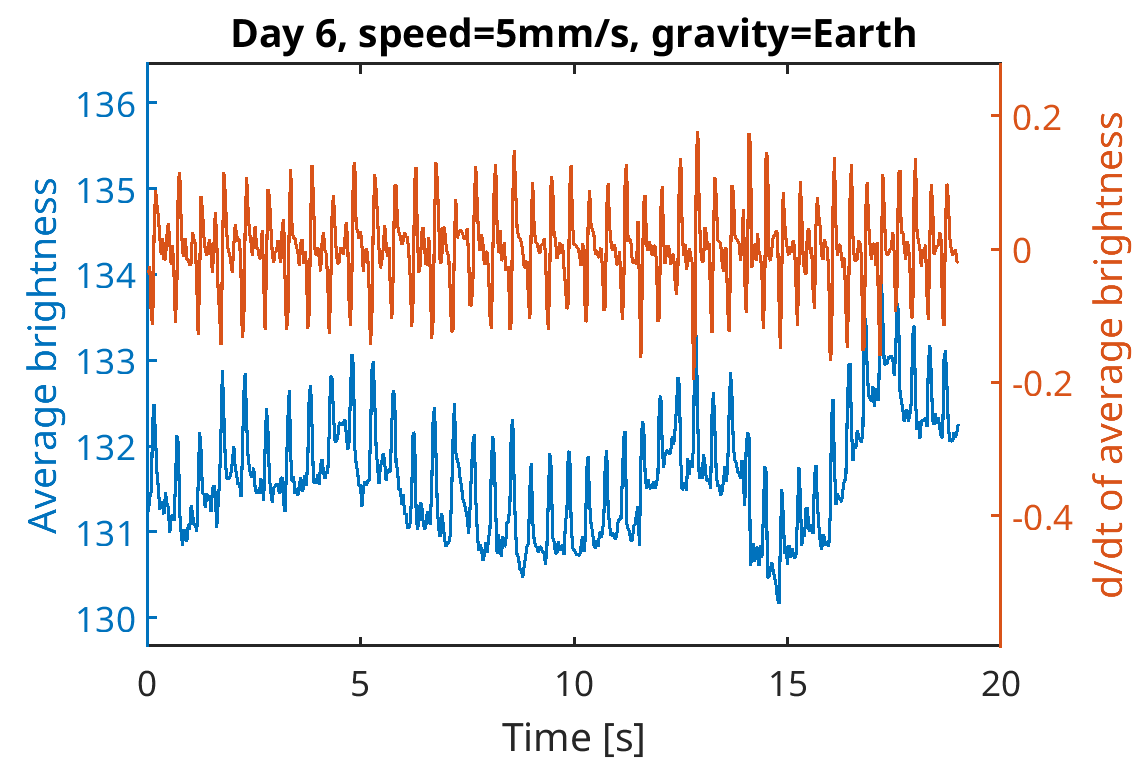 Day 6, speed=5mm/s, gravity=Earth
136
135
134
133
132
131
130
Average brightness
0.2
0
-0.2
-0.4
d/dt of average brightness
0 5 10 15 20
Time [s]